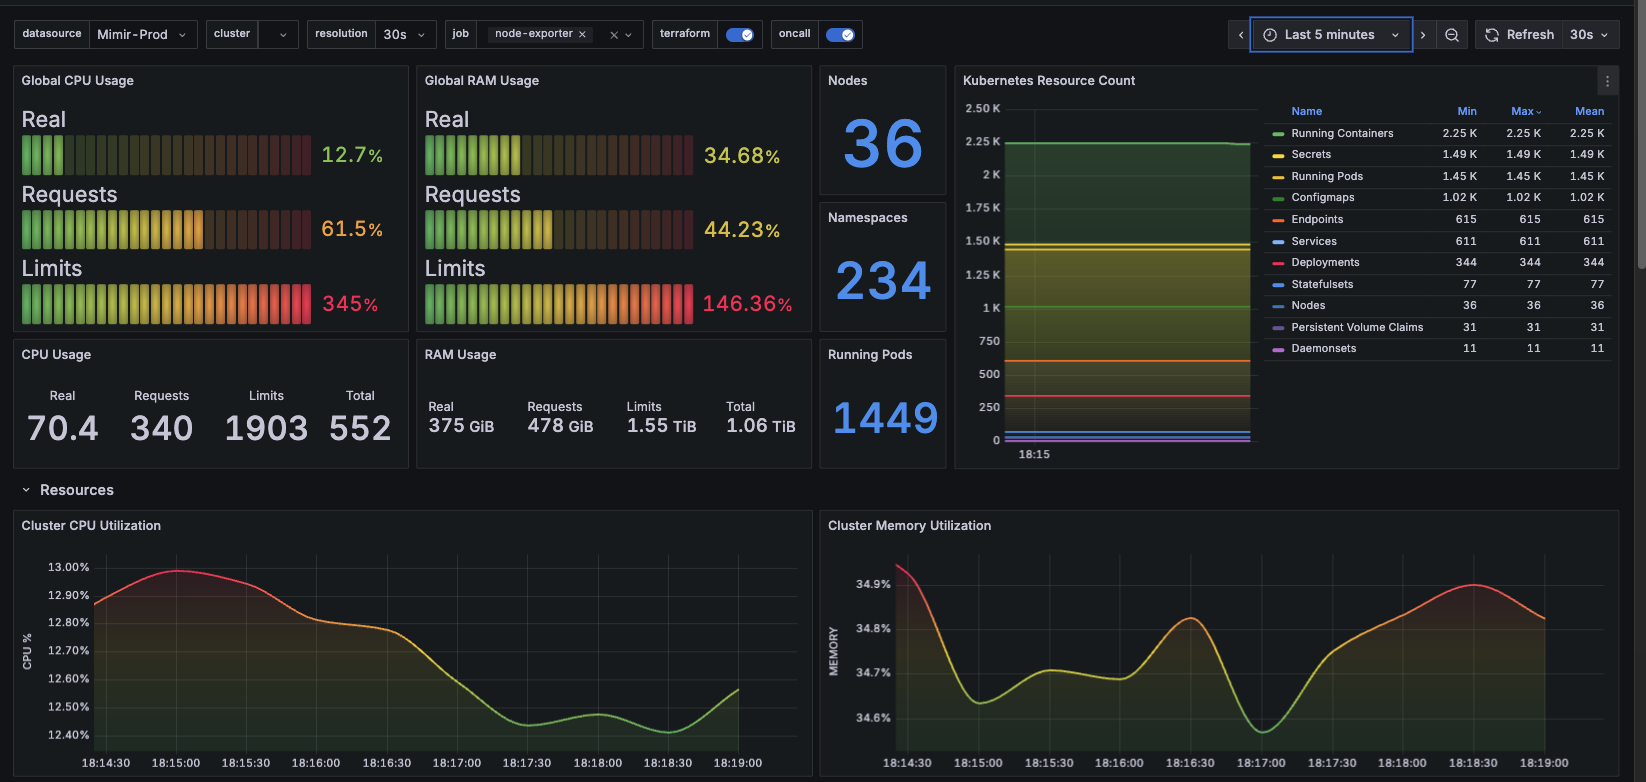 datasource Mimir-Prod cluster resolution 30s job node-exporter terraform oncall Last 5 minutes Refresh 30s
Global CPU Usage
Real
12.7%
Requests
61.5%
Limits
345%
Global RAM Usage
Real
34.68%
Requests
44.23%
Limits
146.36%
Nodes
36
Namespaces
234
Kubernetes Resource Count
2.50 K
2.25 K
2 K
1.75 K
1.50 K
1.25 K
1 K
750
500
250
0
18:15
Name Min Max Mean
Running Containers 2.25 K 2.25 K 2.25 K
Secrets 1.49 K 1.49 K 1.49 K
Running Pods 1.45 K 1.45 K 1.45 K
Configmaps 1.02 K 1.02 K 1.02 K
Endpoints 615 615 615
Services 611 611 611
Deployments 344 344 344
Statefulsets 77 77 77
Nodes 36 36 36
Persistent Volume Claims 31 31 31
Daemonsets 11 11 11
CPU Usage
Real Requests Limits Total
70.4 340 1903 552
RAM Usage
Real Requests Limits Total
375 GiB 478 GiB 1.55 TiB 1.06 TiB
Running Pods
1449
Resources
Cluster CPU Utilization
CPU %
13.00%
12.90%
12.80%
12.70%
12.60%
12.50%
12.40%
18:14:30 18:15:00 18:15:30 18:16:00 18:16:30 18:17:00 18:17:30 18:18:00 18:18:30 18:19:00
Cluster Memory Utilization
MEMORY
34.9%
34.8%
34.7%
34.6%
18:14:30 18:15:00 18:15:30 18:16:00 18:16:30 18:17:00 18:17:30 18:18:00 18:18:30 18:19:00